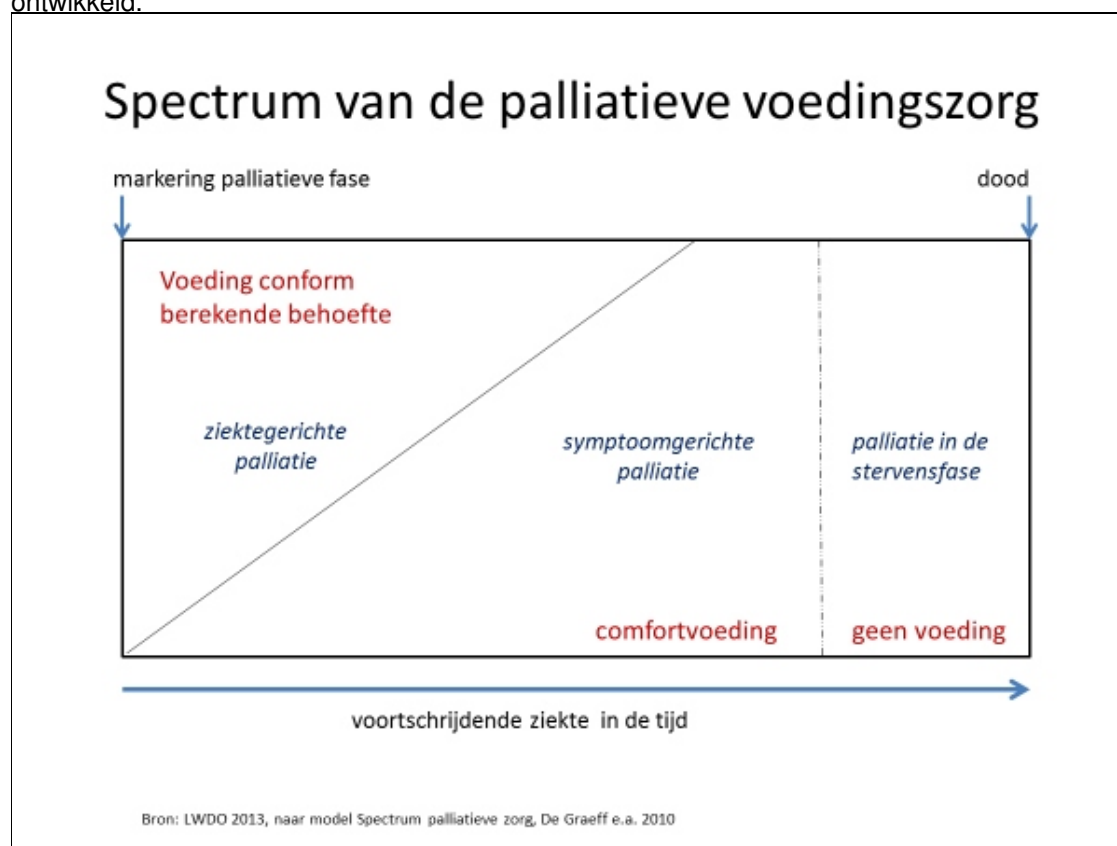 ontwikkeld.
Spectrum van de palliatieve voedingszorg
markering palliatieve fase
dood
Voeding conform
berekende behoefte
ziektegerichte
palliatie
symptoomgerichte
palliatie
palliatie in de
stervensfase
comfortvoeding
geen voeding
voortschrijdende ziekte in de tijd
Bron: LWDO 2013, naar model Spectrum palliatieve zorg, De Graeff e.a. 2010